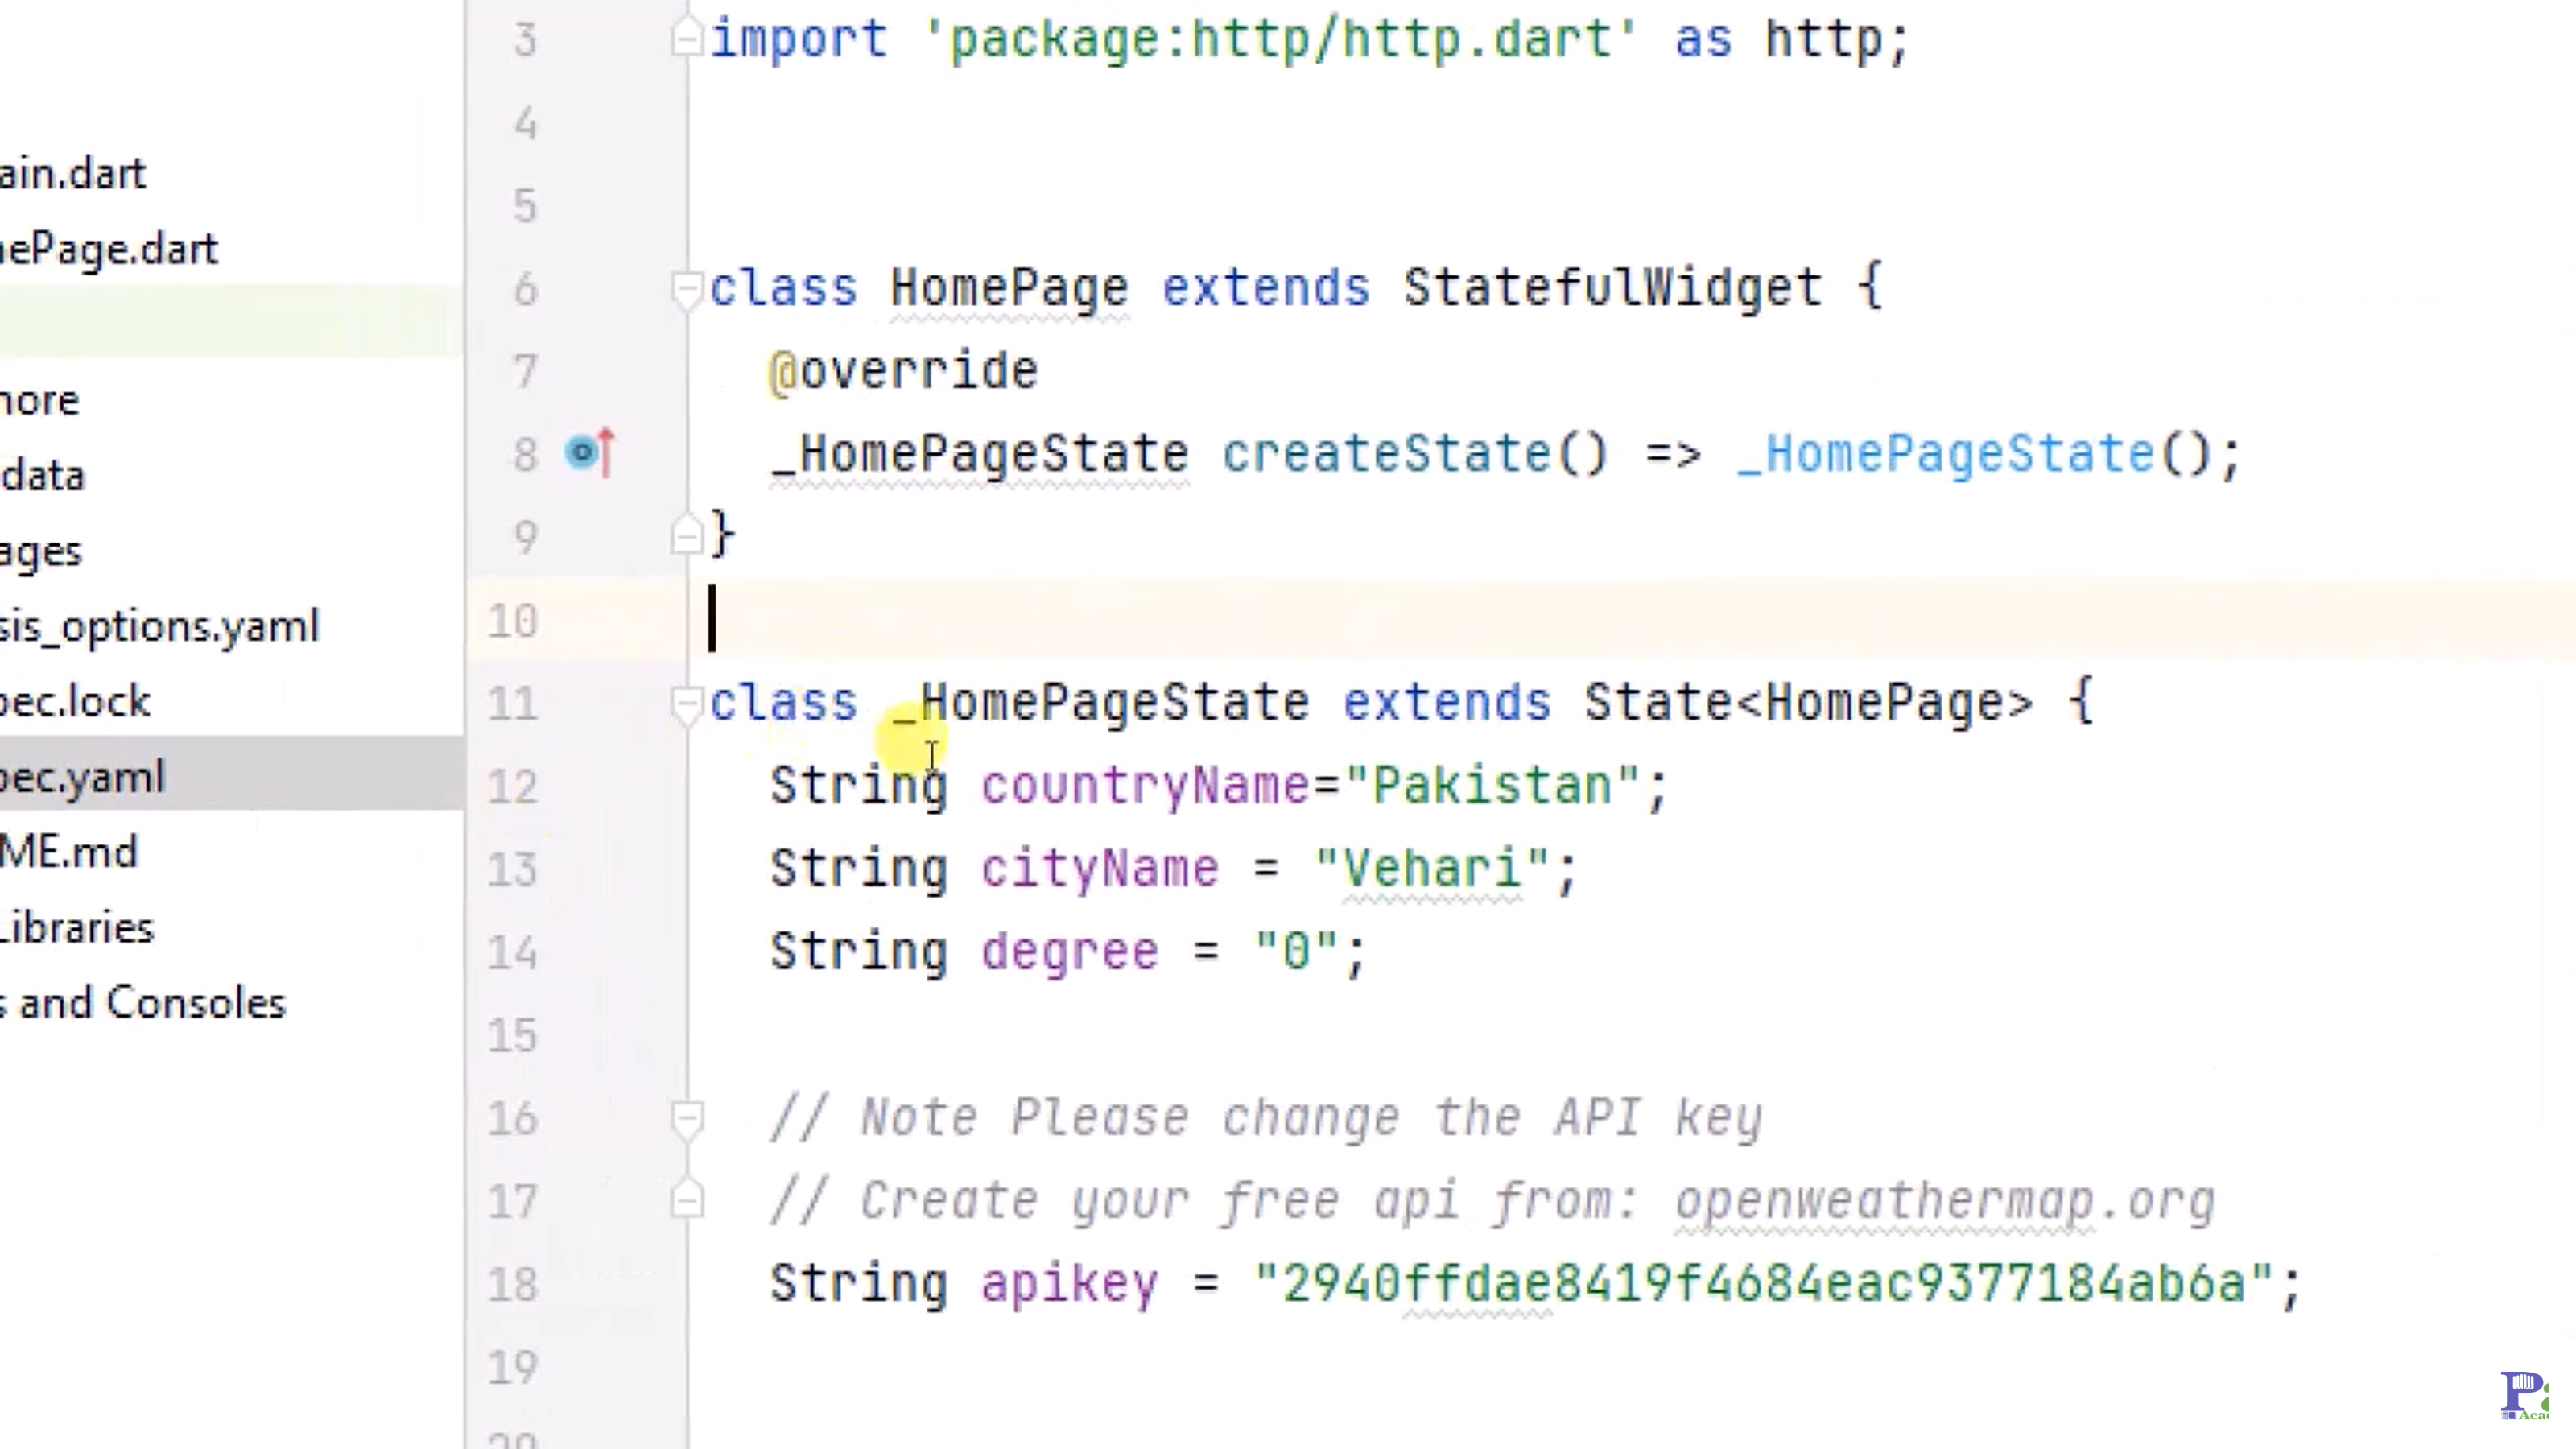 ain.dart
ePage.dart
nore
data
ages
sis_options.yaml
pec.lock
pec.yaml
ME.md
Libraries
s and Consoles
3 import 'package:http/http.dart' as http;
4
5
6 class HomePage extends StatefulWidget {
7 @override
8 _HomePageState createState() => _HomePageState();
9 }
10
11 class _HomePageState extends State<HomePage> {
12 String countryName="Pakistan";
13 String cityName = "Vehari";
14 String degree = "0";
15
16 // Note Please change the API key
17 // Create your free api from: openweathermap.org
18 String apikey = "2940ffdae8419f4684eac9377184ab6a";
19
20
Acad